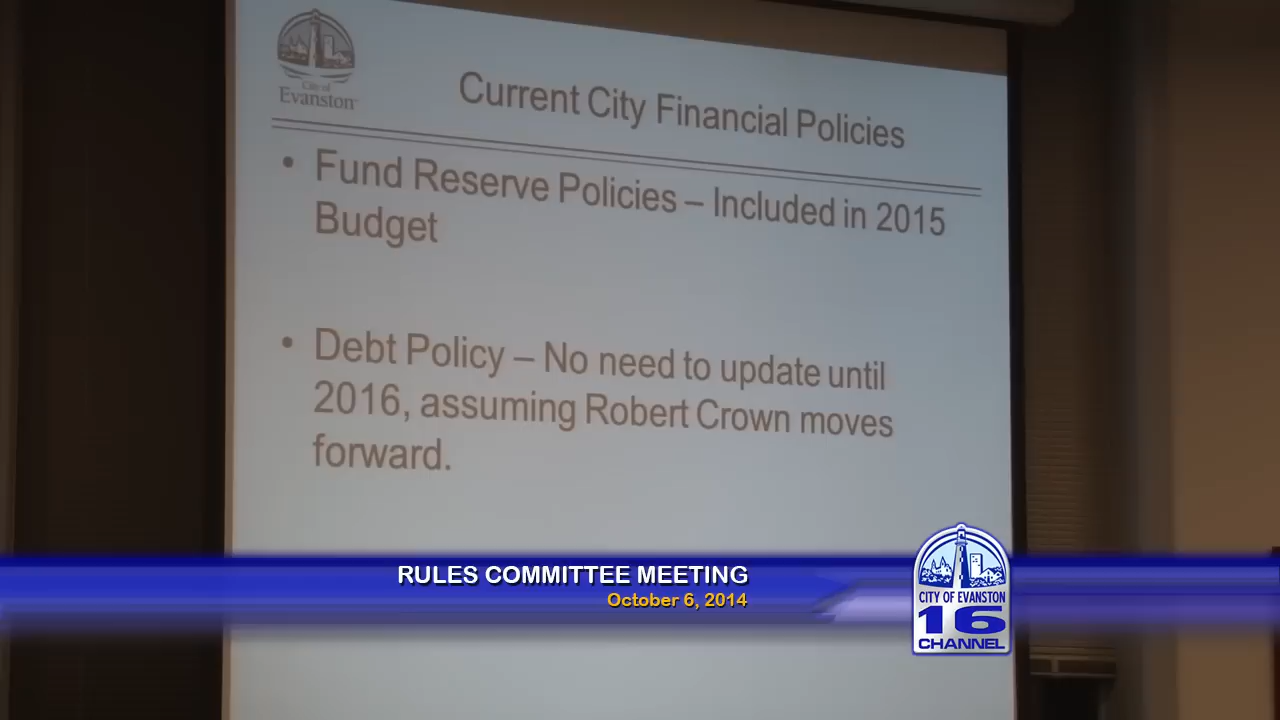 City of
Evanston
Current City Financial Policies
• Fund Reserve Policies – Included in 2015
Budget
• Debt Policy – No need to update until
2016, assuming Robert Crown moves
forward.
RULES COMMITTEE MEETING
October 6, 2014
CITY OF EVANSTON
16
CHANNEL